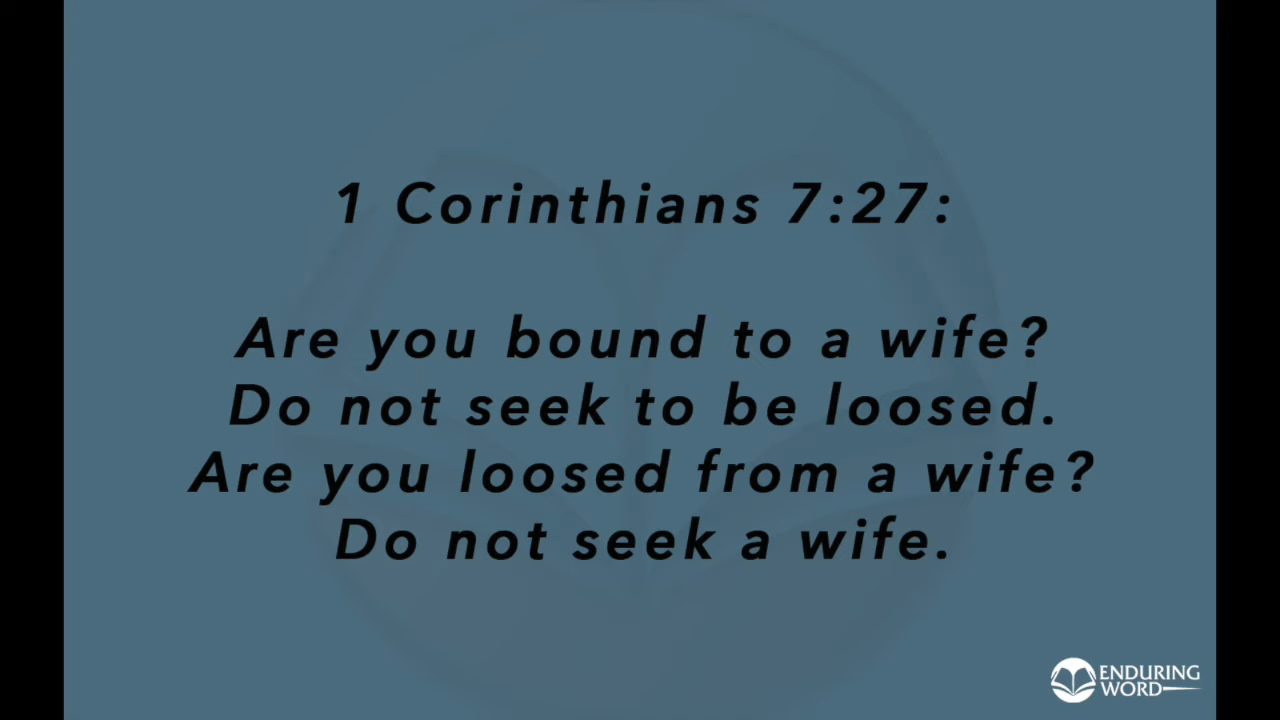 1 Corinthians 7:27:
Are you bound to a wife?
Do not seek to be loosed.
Are you loosed from a wife?
Do not seek a wife.
ENDURING
WORD